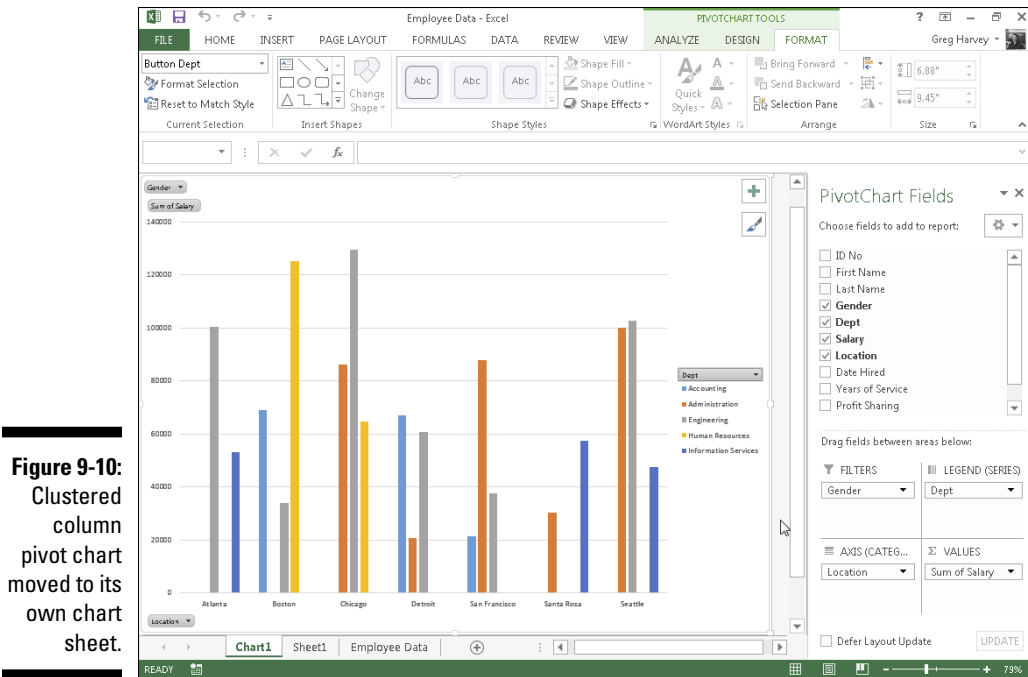 Employee Data - Excel
PIVOTCHART TOOLS
FILE HOME INSERT PAGE LAYOUT FORMULAS DATA REVIEW VIEW ANALYZE DESIGN FORMAT Greg Harvey
Button Dept
Format Selection
Reset to Match Style
Current Selection
Change
Shape
Insert Shapes
Abc Abc Abc
Shape Fill
Shape Outline
Shape Effects
Shape Styles
Quick
Styles
WordArt Styles
Bring Forward
Send Backward
Selection Pane
Arrange
6.88"
9.45"
Size
fx
Gender
Sum of Salary
140000
120000
100000
80000
60000
40000
20000
0
Atlanta Boston Chicago Detroit San Francisco Santa Rosa Seattle
Location
Dept
Accounting
Administration
Engineering
Human Resources
Information Services
PivotChart Fields
Choose fields to add to report:
ID No
First Name
Last Name
Gender
Dept
Salary
Location
Date Hired
Years of Service
Profit Sharing
Drag fields between areas below:
FILTERS
Gender
LEGEND (SERIES)
Dept
AXIS (CATEG...
Location
Σ VALUES
Sum of Salary
Defer Layout Update UPDATE
Chart1 Sheet1 Employee Data
READY 79%
Figure 9-10:
Clustered
column
pivot chart
moved to its
own chart
sheet.